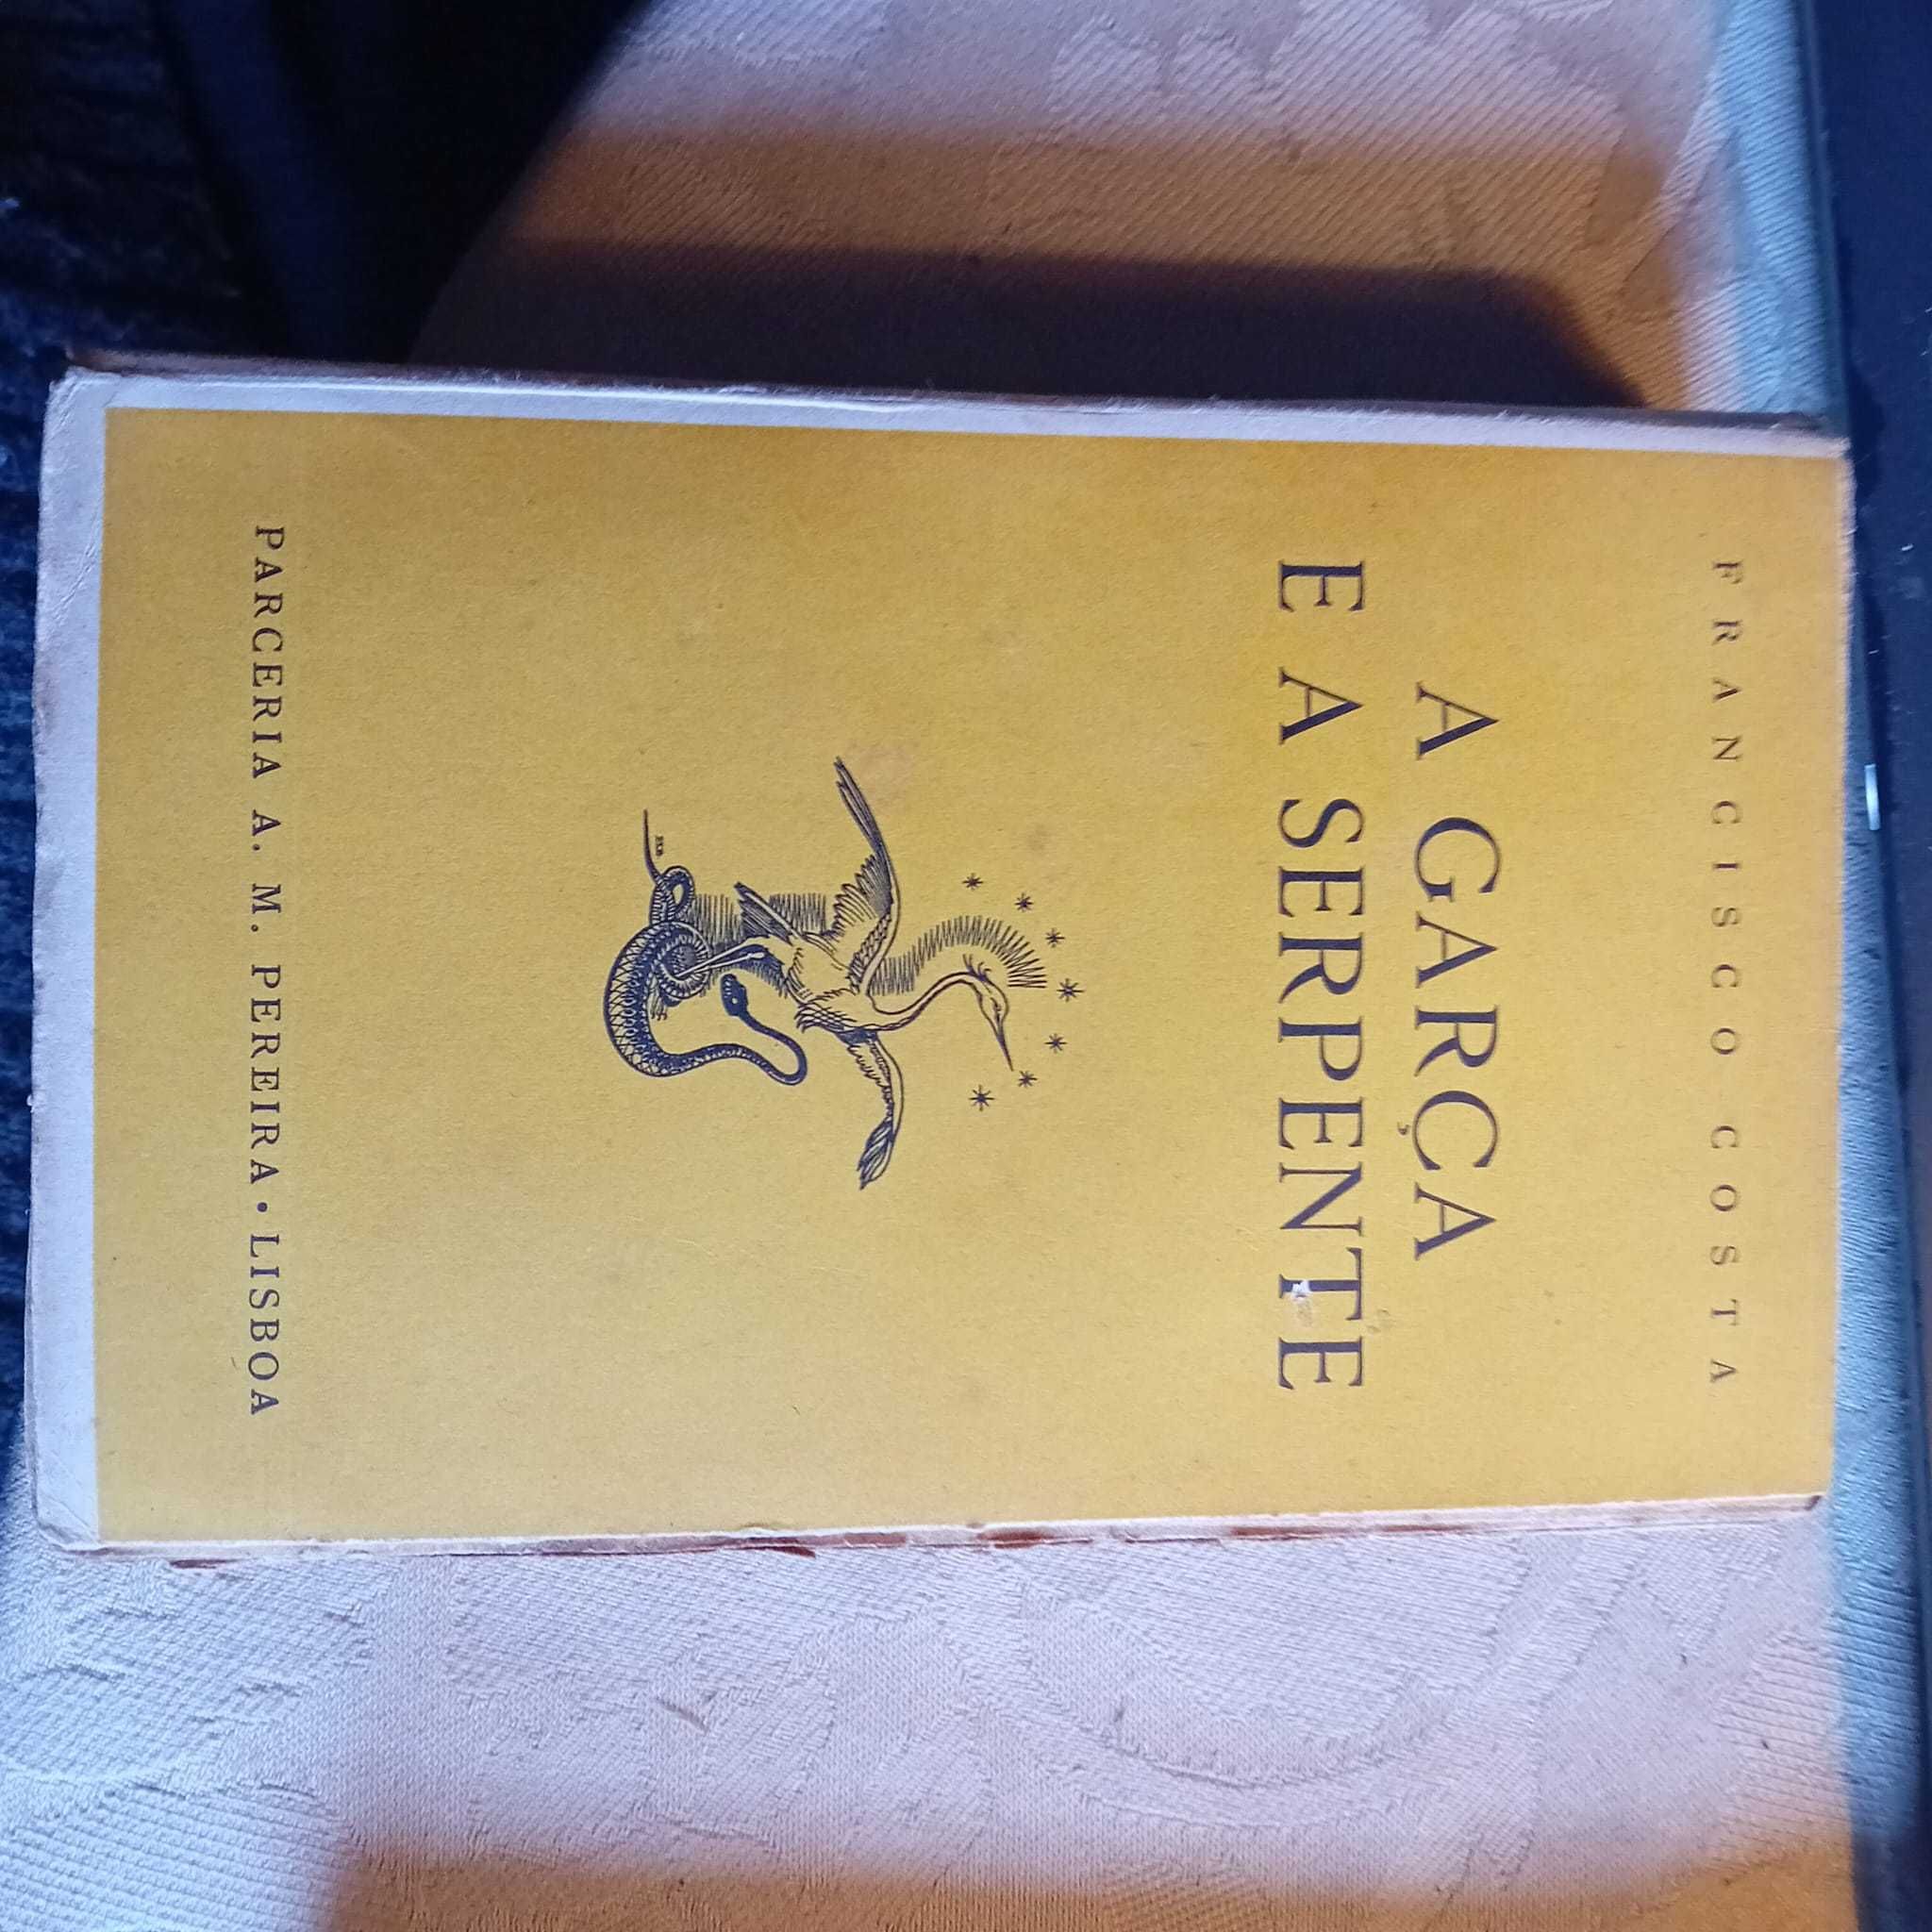 FRANCISCO COSTA
A GARÇA
E A SERPENTE
PARCERIA A. M. PEREIRA • LISBOA